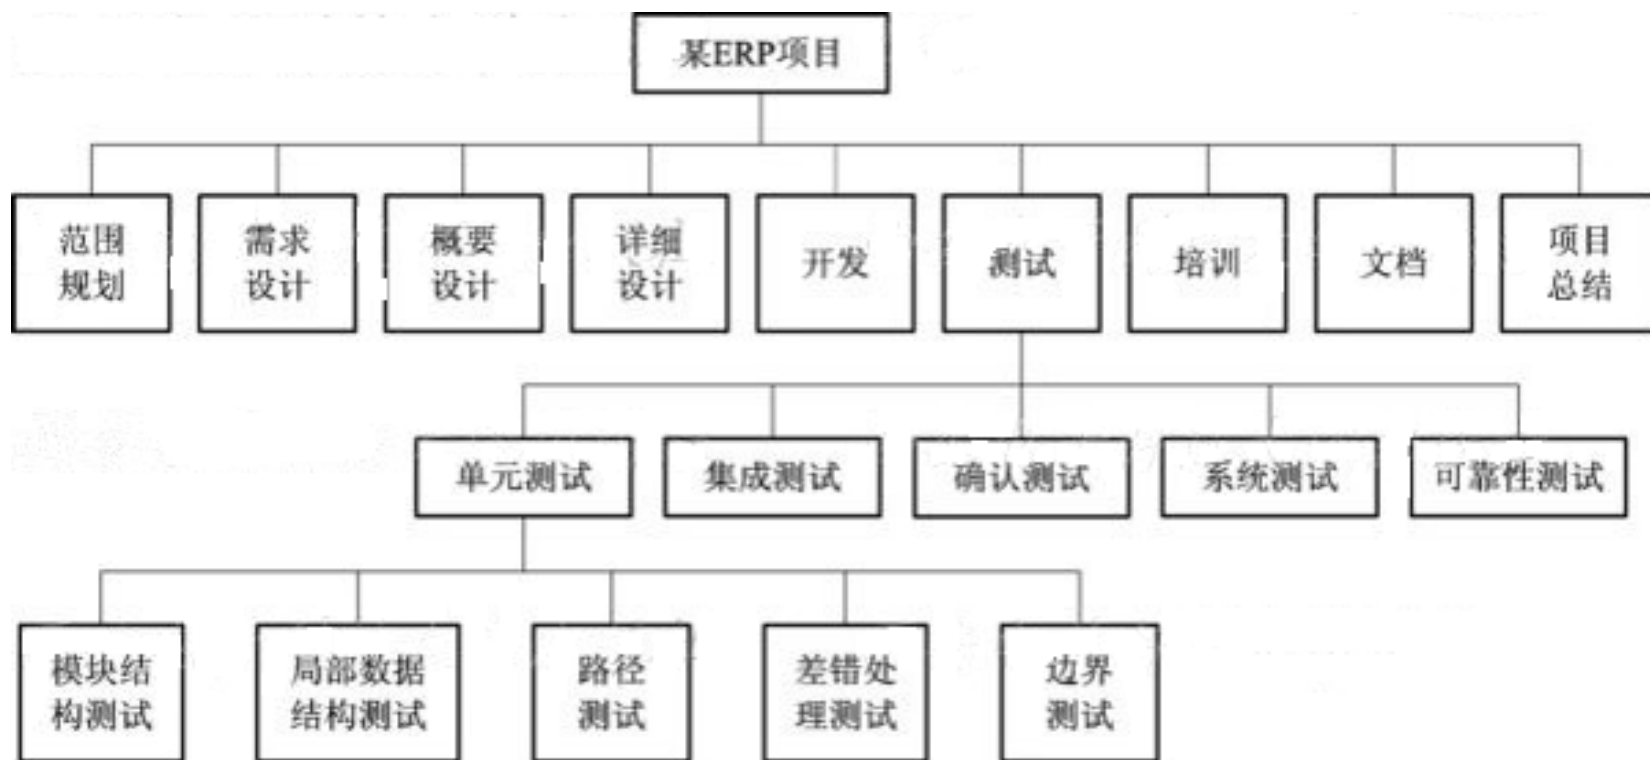 某ERP项目
范围
规划
需求
设计
概要
设计
详细
设计
开发
测试
培训
文档
项目
总结
单元测试
集成测试
确认测试
系统测试
可靠性测试
模块结
构测试
局部数据
结构测试
路径
测试
差错处
理测试
边界
测试